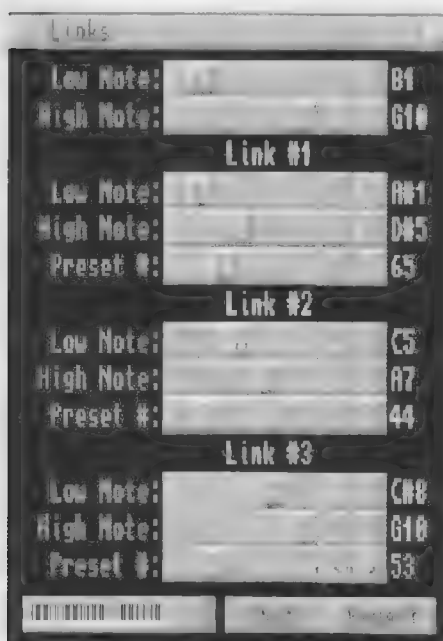 Links
Low Note: B1
High Note: G10
Link #1
Low Note: A#1
High Note: D#5
Preset #: 65
Link #2
Low Note: C5
High Note: A7
Preset #: 44
Link #3
Low Note: C#8
High Note: G10
Preset #: 53